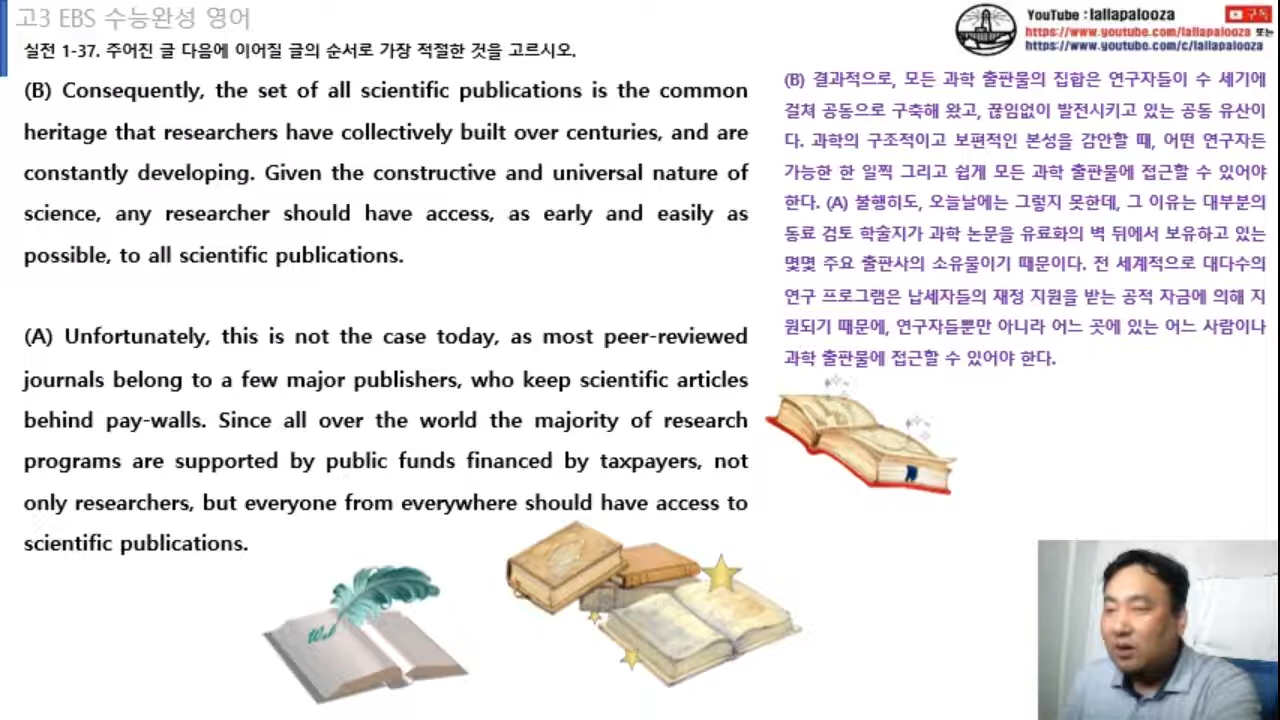 고3 EBS 수능완성 영어
실전 1-37. 주어진 글 다음에 이어질 글의 순서로 가장 적절한 것을 고르시오.
YouTube : lallapalooza
구독
https://www.youtube.com/lallapalooza 또는
https://www.youtube.com/c/lallapalooza
(B) Consequently, the set of all scientific publications is the common
heritage that researchers have collectively built over centuries, and are
constantly developing. Given the constructive and universal nature of
science, any researcher should have access, as early and easily as
possible, to all scientific publications.
(A) Unfortunately, this is not the case today, as most peer-reviewed
journals belong to a few major publishers, who keep scientific articles
behind pay-walls. Since all over the world the majority of research
programs are supported by public funds financed by taxpayers, not
only researchers, but everyone from everywhere should have access to
scientific publications.
(B) 결과적으로, 모든 과학 출판물의 집합은 연구자들이 수 세기에
걸쳐 공동으로 구축해 왔고, 끊임없이 발전시키고 있는 공동 유산이
다. 과학의 구조적이고 보편적인 본성을 감안할 때, 어떤 연구자든
가능한 한 일찍 그리고 쉽게 모든 과학 출판물에 접근할 수 있어야
한다. (A) 불행히도, 오늘날에는 그렇지 못한데, 그 이유는 대부분의
동료 검토 학술지가 과학 논문을 유료화의 벽 뒤에서 보유하고 있는
몇몇 주요 출판사의 소유물이기 때문이다. 전 세계적으로 대다수의
연구 프로그램은 납세자들의 재정 지원을 받는 공적 자금에 의해 지
원되기 때문에, 연구자들뿐만 아니라 어느 곳에 있는 어느 사람이나
과학 출판물에 접근할 수 있어야 한다.